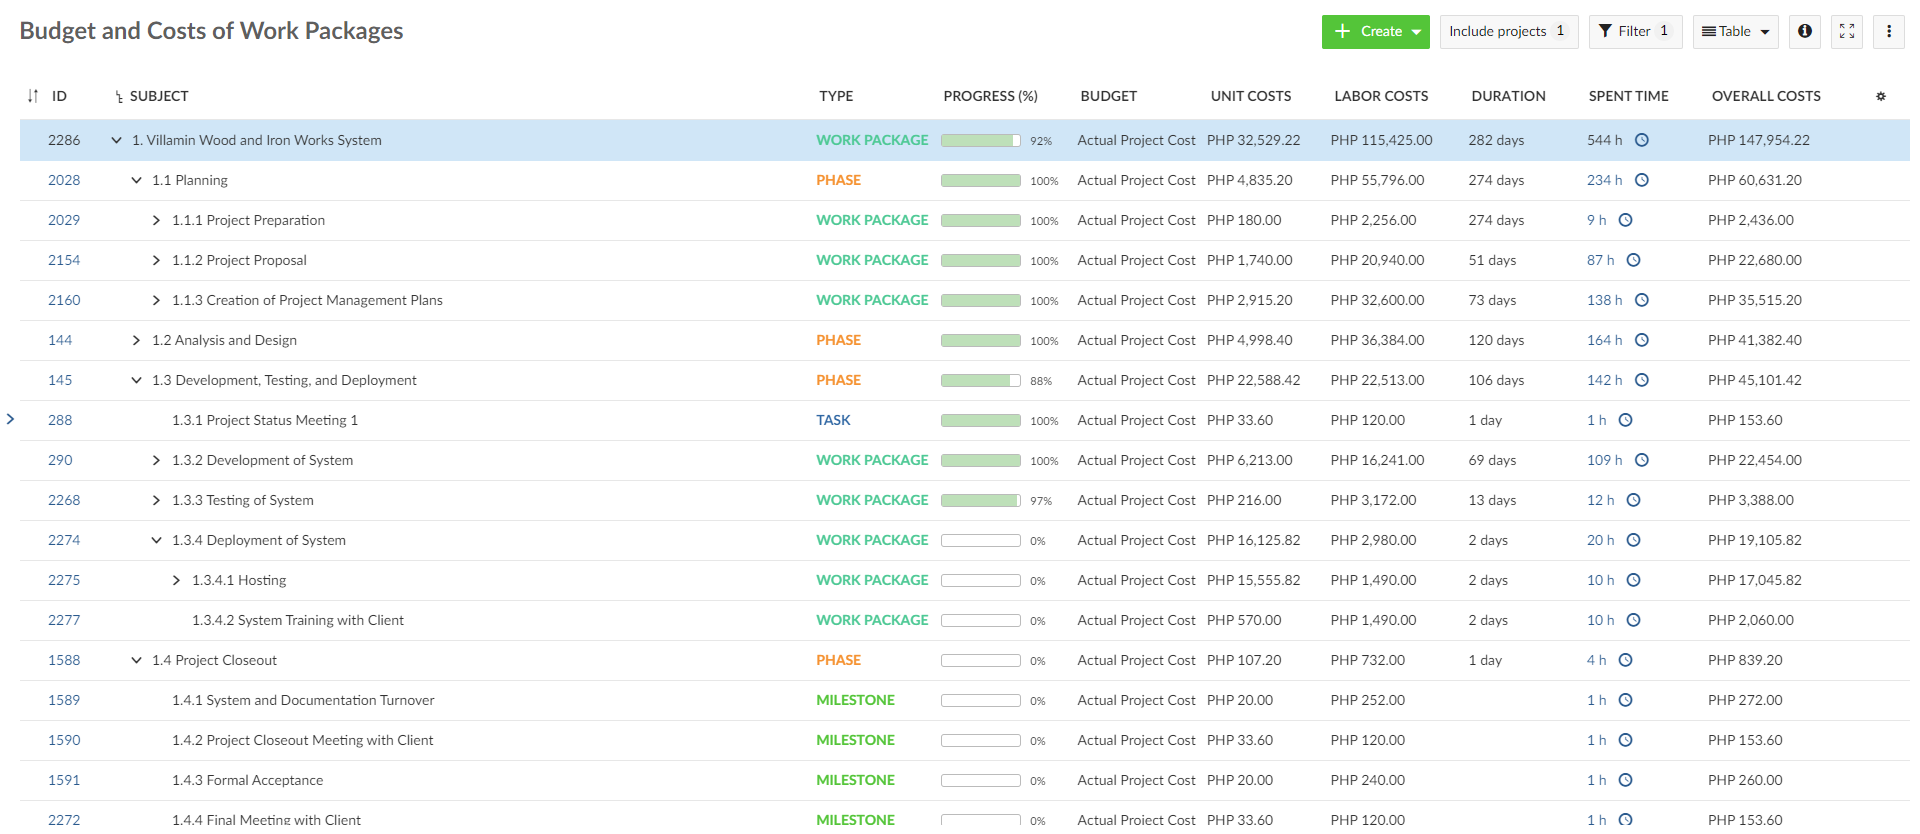 Budget and Costs of Work Packages
Create Include projects 1 Filter 1 Table
ID SUBJECT TYPE PROGRESS (%) BUDGET UNIT COSTS LABOR COSTS DURATION SPENT TIME OVERALL COSTS
2286 1. Villamin Wood and Iron Works System WORK PACKAGE 92% Actual Project Cost PHP 32,529.22 PHP 115,425.00 282 days 544 h PHP 147,954.22
2028 1.1 Planning PHASE 100% Actual Project Cost PHP 4,835.20 PHP 55,796.00 274 days 234 h PHP 60,631.20
2029 1.1.1 Project Preparation WORK PACKAGE 100% Actual Project Cost PHP 180.00 PHP 2,256.00 274 days 9 h PHP 2,436.00
2154 1.1.2 Project Proposal WORK PACKAGE 100% Actual Project Cost PHP 1,740.00 PHP 20,940.00 51 days 87 h PHP 22,680.00
2160 1.1.3 Creation of Project Management Plans WORK PACKAGE 100% Actual Project Cost PHP 2,915.20 PHP 32,600.00 73 days 138 h PHP 35,515.20
144 1.2 Analysis and Design PHASE 100% Actual Project Cost PHP 4,998.40 PHP 36,384.00 120 days 164 h PHP 41,382.40
145 1.3 Development, Testing, and Deployment PHASE 88% Actual Project Cost PHP 22,588.42 PHP 22,513.00 106 days 142 h PHP 45,101.42
288 1.3.1 Project Status Meeting 1 TASK 100% Actual Project Cost PHP 33.60 PHP 120.00 1 day 1 h PHP 153.60
290 1.3.2 Development of System WORK PACKAGE 100% Actual Project Cost PHP 6,213.00 PHP 16,241.00 69 days 109 h PHP 22,454.00
2268 1.3.3 Testing of System WORK PACKAGE 97% Actual Project Cost PHP 216.00 PHP 3,172.00 13 days 12 h PHP 3,388.00
2274 1.3.4 Deployment of System WORK PACKAGE 0% Actual Project Cost PHP 16,125.82 PHP 2,980.00 2 days 20 h PHP 19,105.82
2275 1.3.4.1 Hosting WORK PACKAGE 0% Actual Project Cost PHP 15,555.82 PHP 1,490.00 2 days 10 h PHP 17,045.82
2277 1.3.4.2 System Training with Client WORK PACKAGE 0% Actual Project Cost PHP 570.00 PHP 1,490.00 2 days 10 h PHP 2,060.00
1588 1.4 Project Closeout PHASE 0% Actual Project Cost PHP 107.20 PHP 732.00 1 day 4 h PHP 839.20
1589 1.4.1 System and Documentation Turnover MILESTONE 0% Actual Project Cost PHP 20.00 PHP 252.00 1 h PHP 272.00
1590 1.4.2 Project Closeout Meeting with Client MILESTONE 0% Actual Project Cost PHP 33.60 PHP 120.00 1 h PHP 153.60
1591 1.4.3 Formal Acceptance MILESTONE 0% Actual Project Cost PHP 20.00 PHP 240.00 1 h PHP 260.00
2272 1.4.4 Final Meeting with Client MILESTONE 0% Actual Project Cost PHP 33.60 PHP 120.00 1 h PHP 153.60